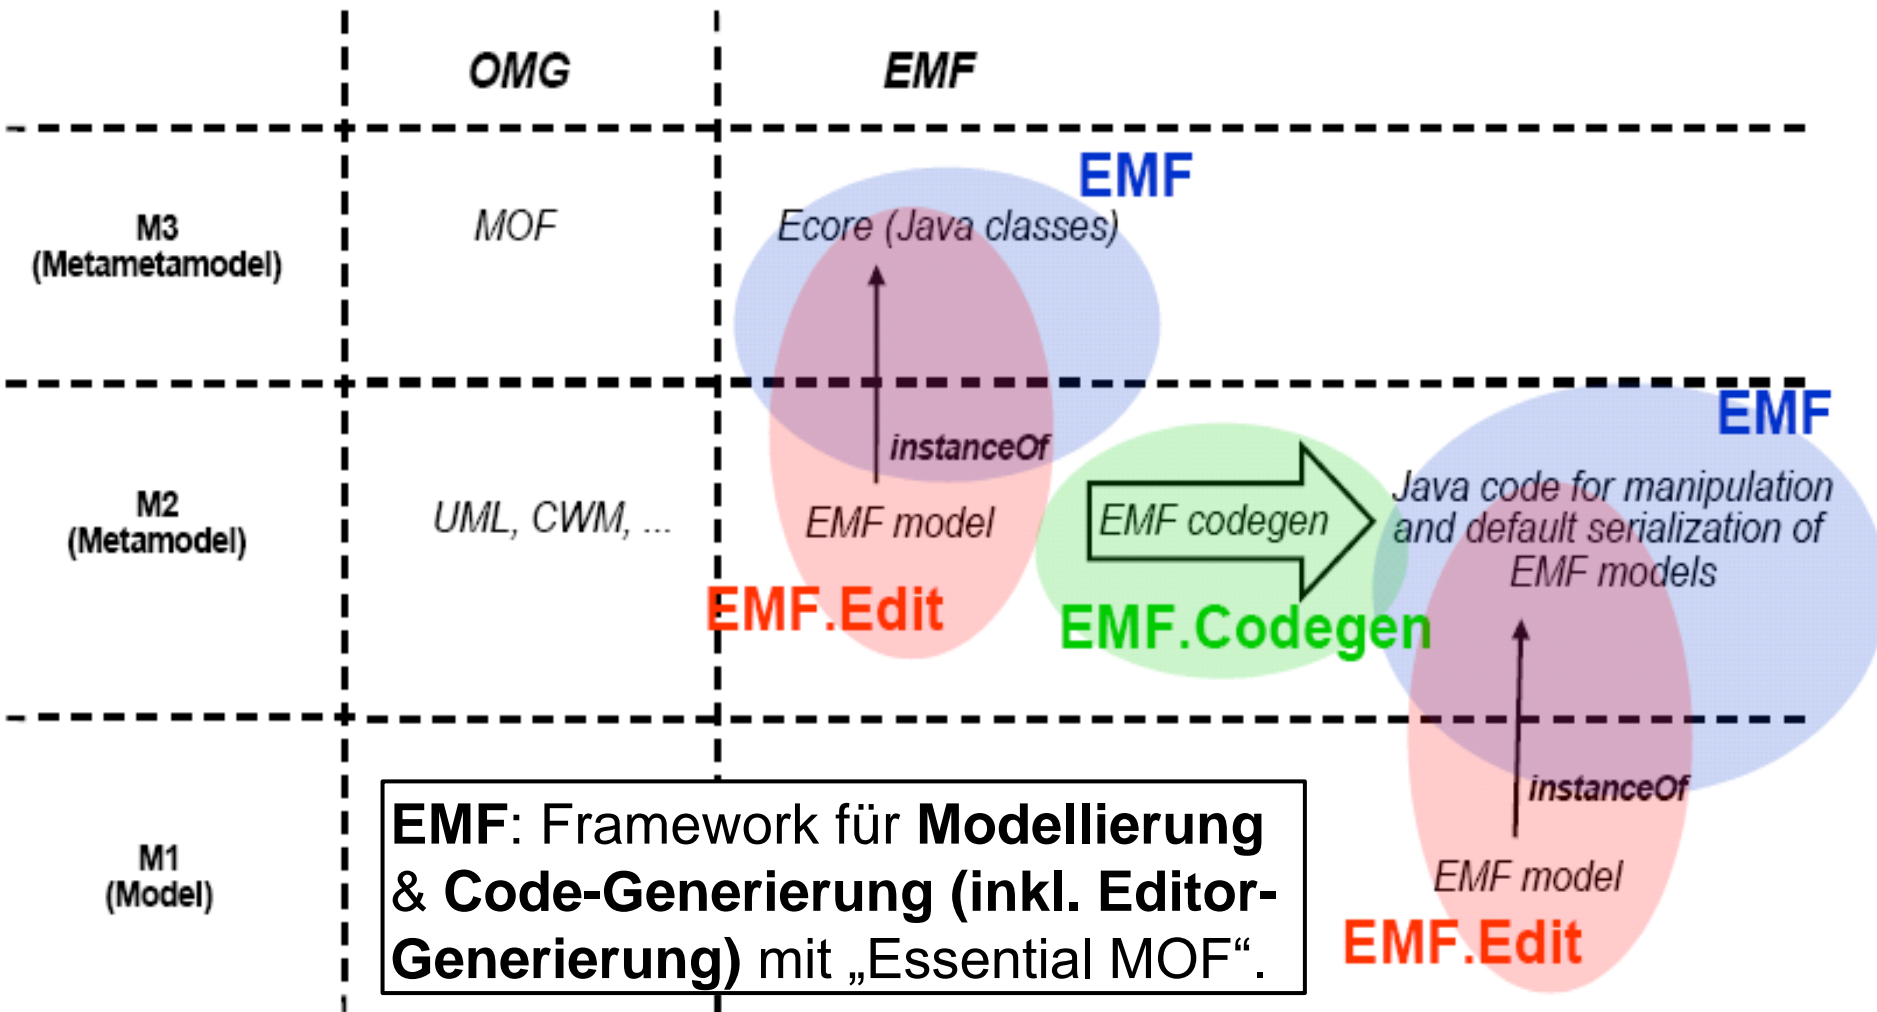 OMG
EMF
M3
(Metametamodel)
MOF
Ecore (Java classes)
EMF
instanceOf
M2
(Metamodel)
UML, CWM, ...
EMF model
EMF.Edit
EMF codegen
EMF.Codegen
EMF
Java code for manipulation
and default serialization of
EMF models
M1
(Model)
EMF: Framework für Modellierung
& Code-Generierung (inkl. Editor-
Generierung) mit „Essential MOF“.
instanceOf
EMF model
EMF.Edit